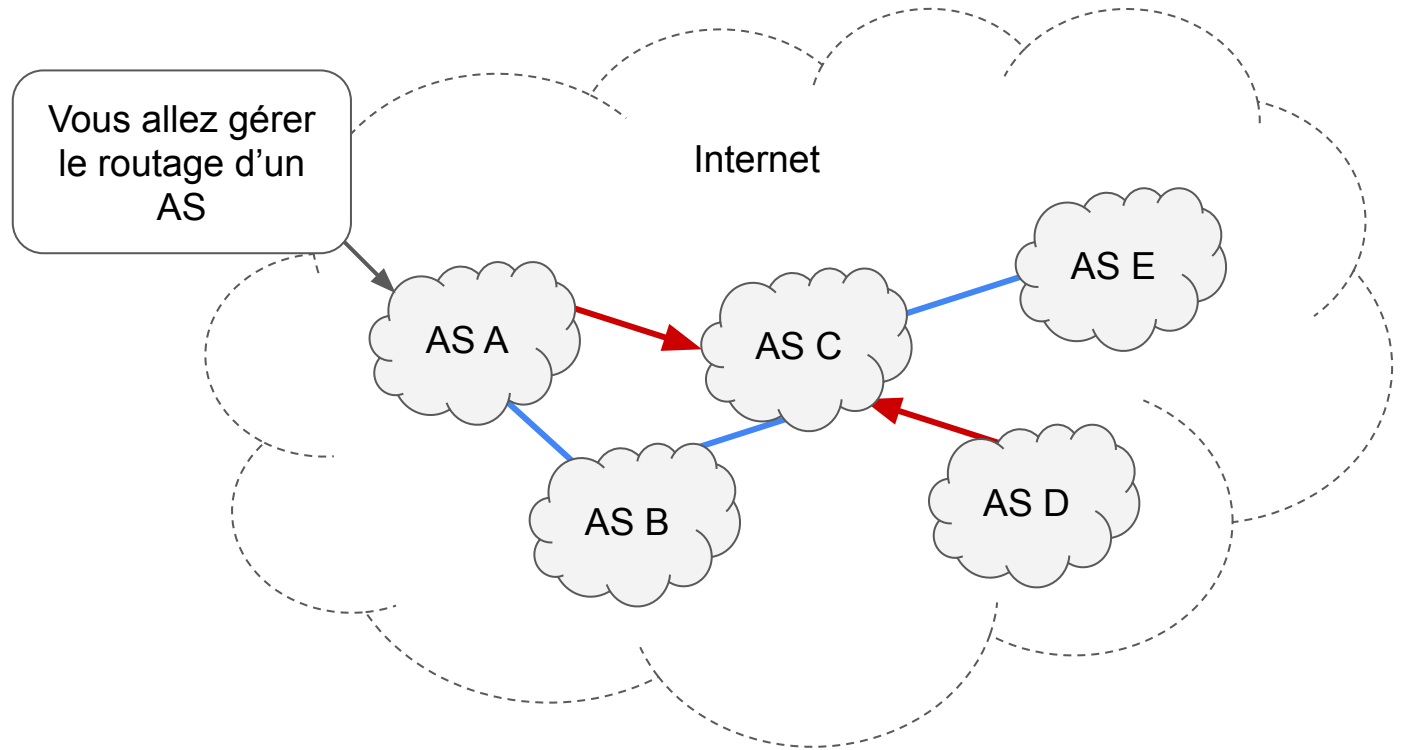 Vous allez gérer
le routage d’un
AS
Internet
AS E
AS A
AS C
AS D
AS B